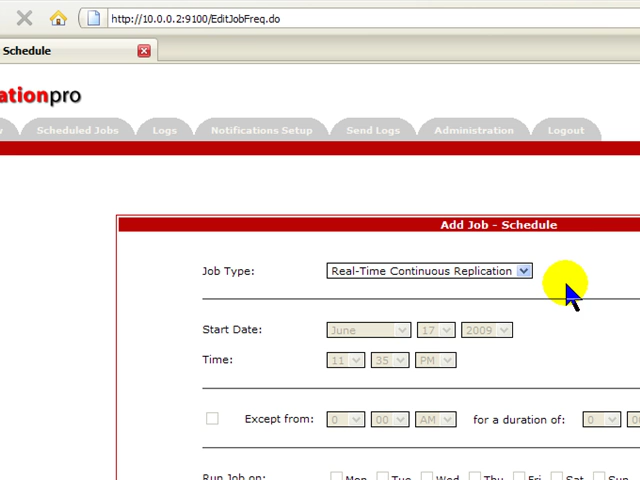 http://10.0.0.2:9100/EditJobFreq.do
Schedule
ationpro
Scheduled Jobs Logs Notifications Setup Send Logs Administration Logout
Add Job - Schedule
Job Type: Real-Time Continuous Replication
Start Date: June 17 2009
Time: 11 35 PM
Except from: 0 00 AM for a duration of: 0 00
Run Job on: Mon Tue Wed Thu Fri Sat Sun